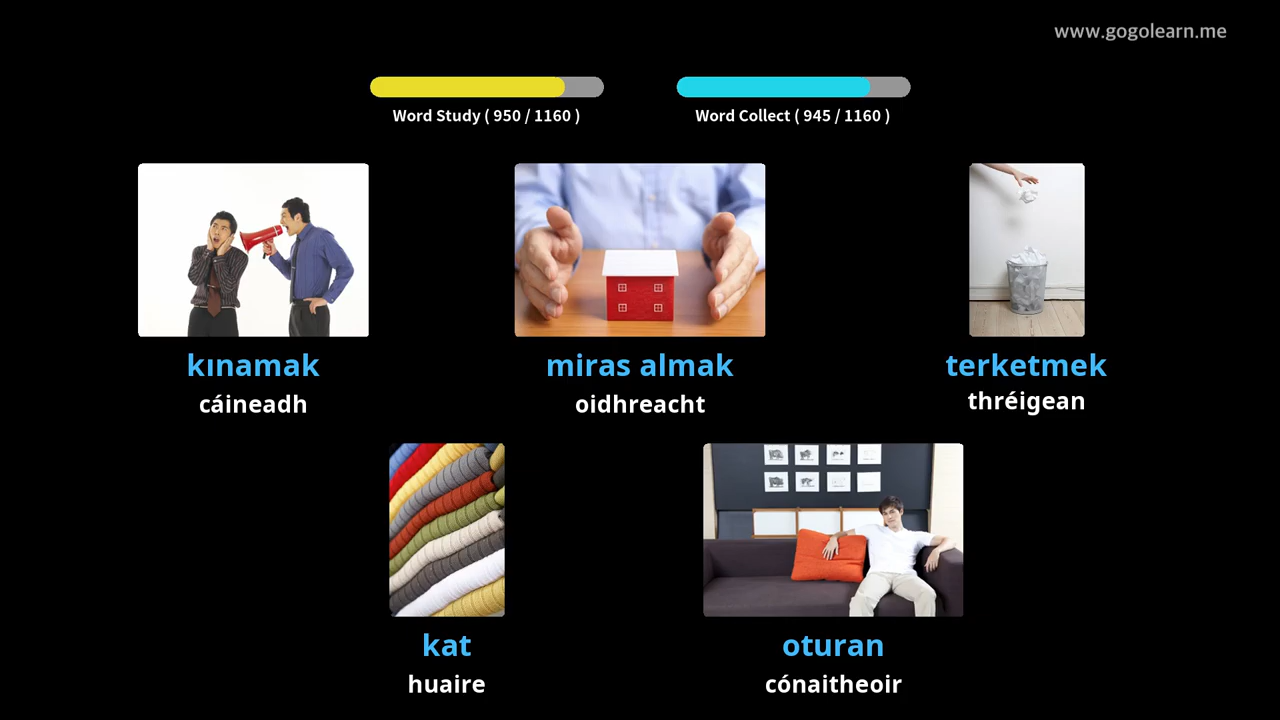 www.gogolearn.me
Word Study ( 950 / 1160 )
Word Collect ( 945 / 1160 )
kınamak
cáineadh
miras almak
oidhreacht
terketmek
thréigean
kat
huaire
oturan
cónaitheoir